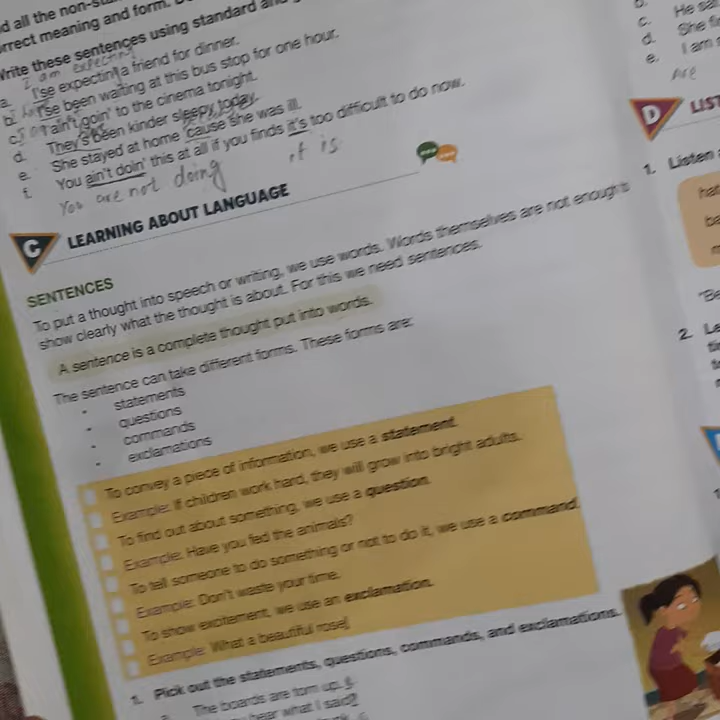 d all the non-s
rrect meaning and form.
Write these sentences using standard
I am expecting
a. I'se expectin' a friend for dinner.
b. I'se been waiting at this bus stop for one hour.
c. I ain't goin' to the cinema tonight.
d. They's been kinder sleepy today.
e. She stayed at home 'cause she was ill.
f. You ain't doin' this at all if you finds it's too difficult to do now.
You are not doing
it is
C LEARNING ABOUT LANGUAGE
SENTENCES
To put a thought into speech or writing, we use words. Words themselves are not enough to
show clearly what the thought is about. For this we need sentences.
A sentence is a complete thought put into words.
The sentence can take different forms. These forms are:
• statements
• questions
• commands
• exclamations
To convey a piece of information, we use a statement.
Example: If children work hard, they will grow into bright adults.
To find out about something, we use a question.
Example: Have you fed the animals?
To tell someone to do something or not to do it, we use a command.
Example: Don't waste your time.
To show excitement, we use an exclamation.
Example: What a beautiful rose!
1. Pick out the statements, questions, commands, and exclamations.
a. The boards are torn up. s
hear what I said?
c. He sa
d. She fi
e. I am
Are
D LIST
1. Listen
ha
ba
"Be
2. Le